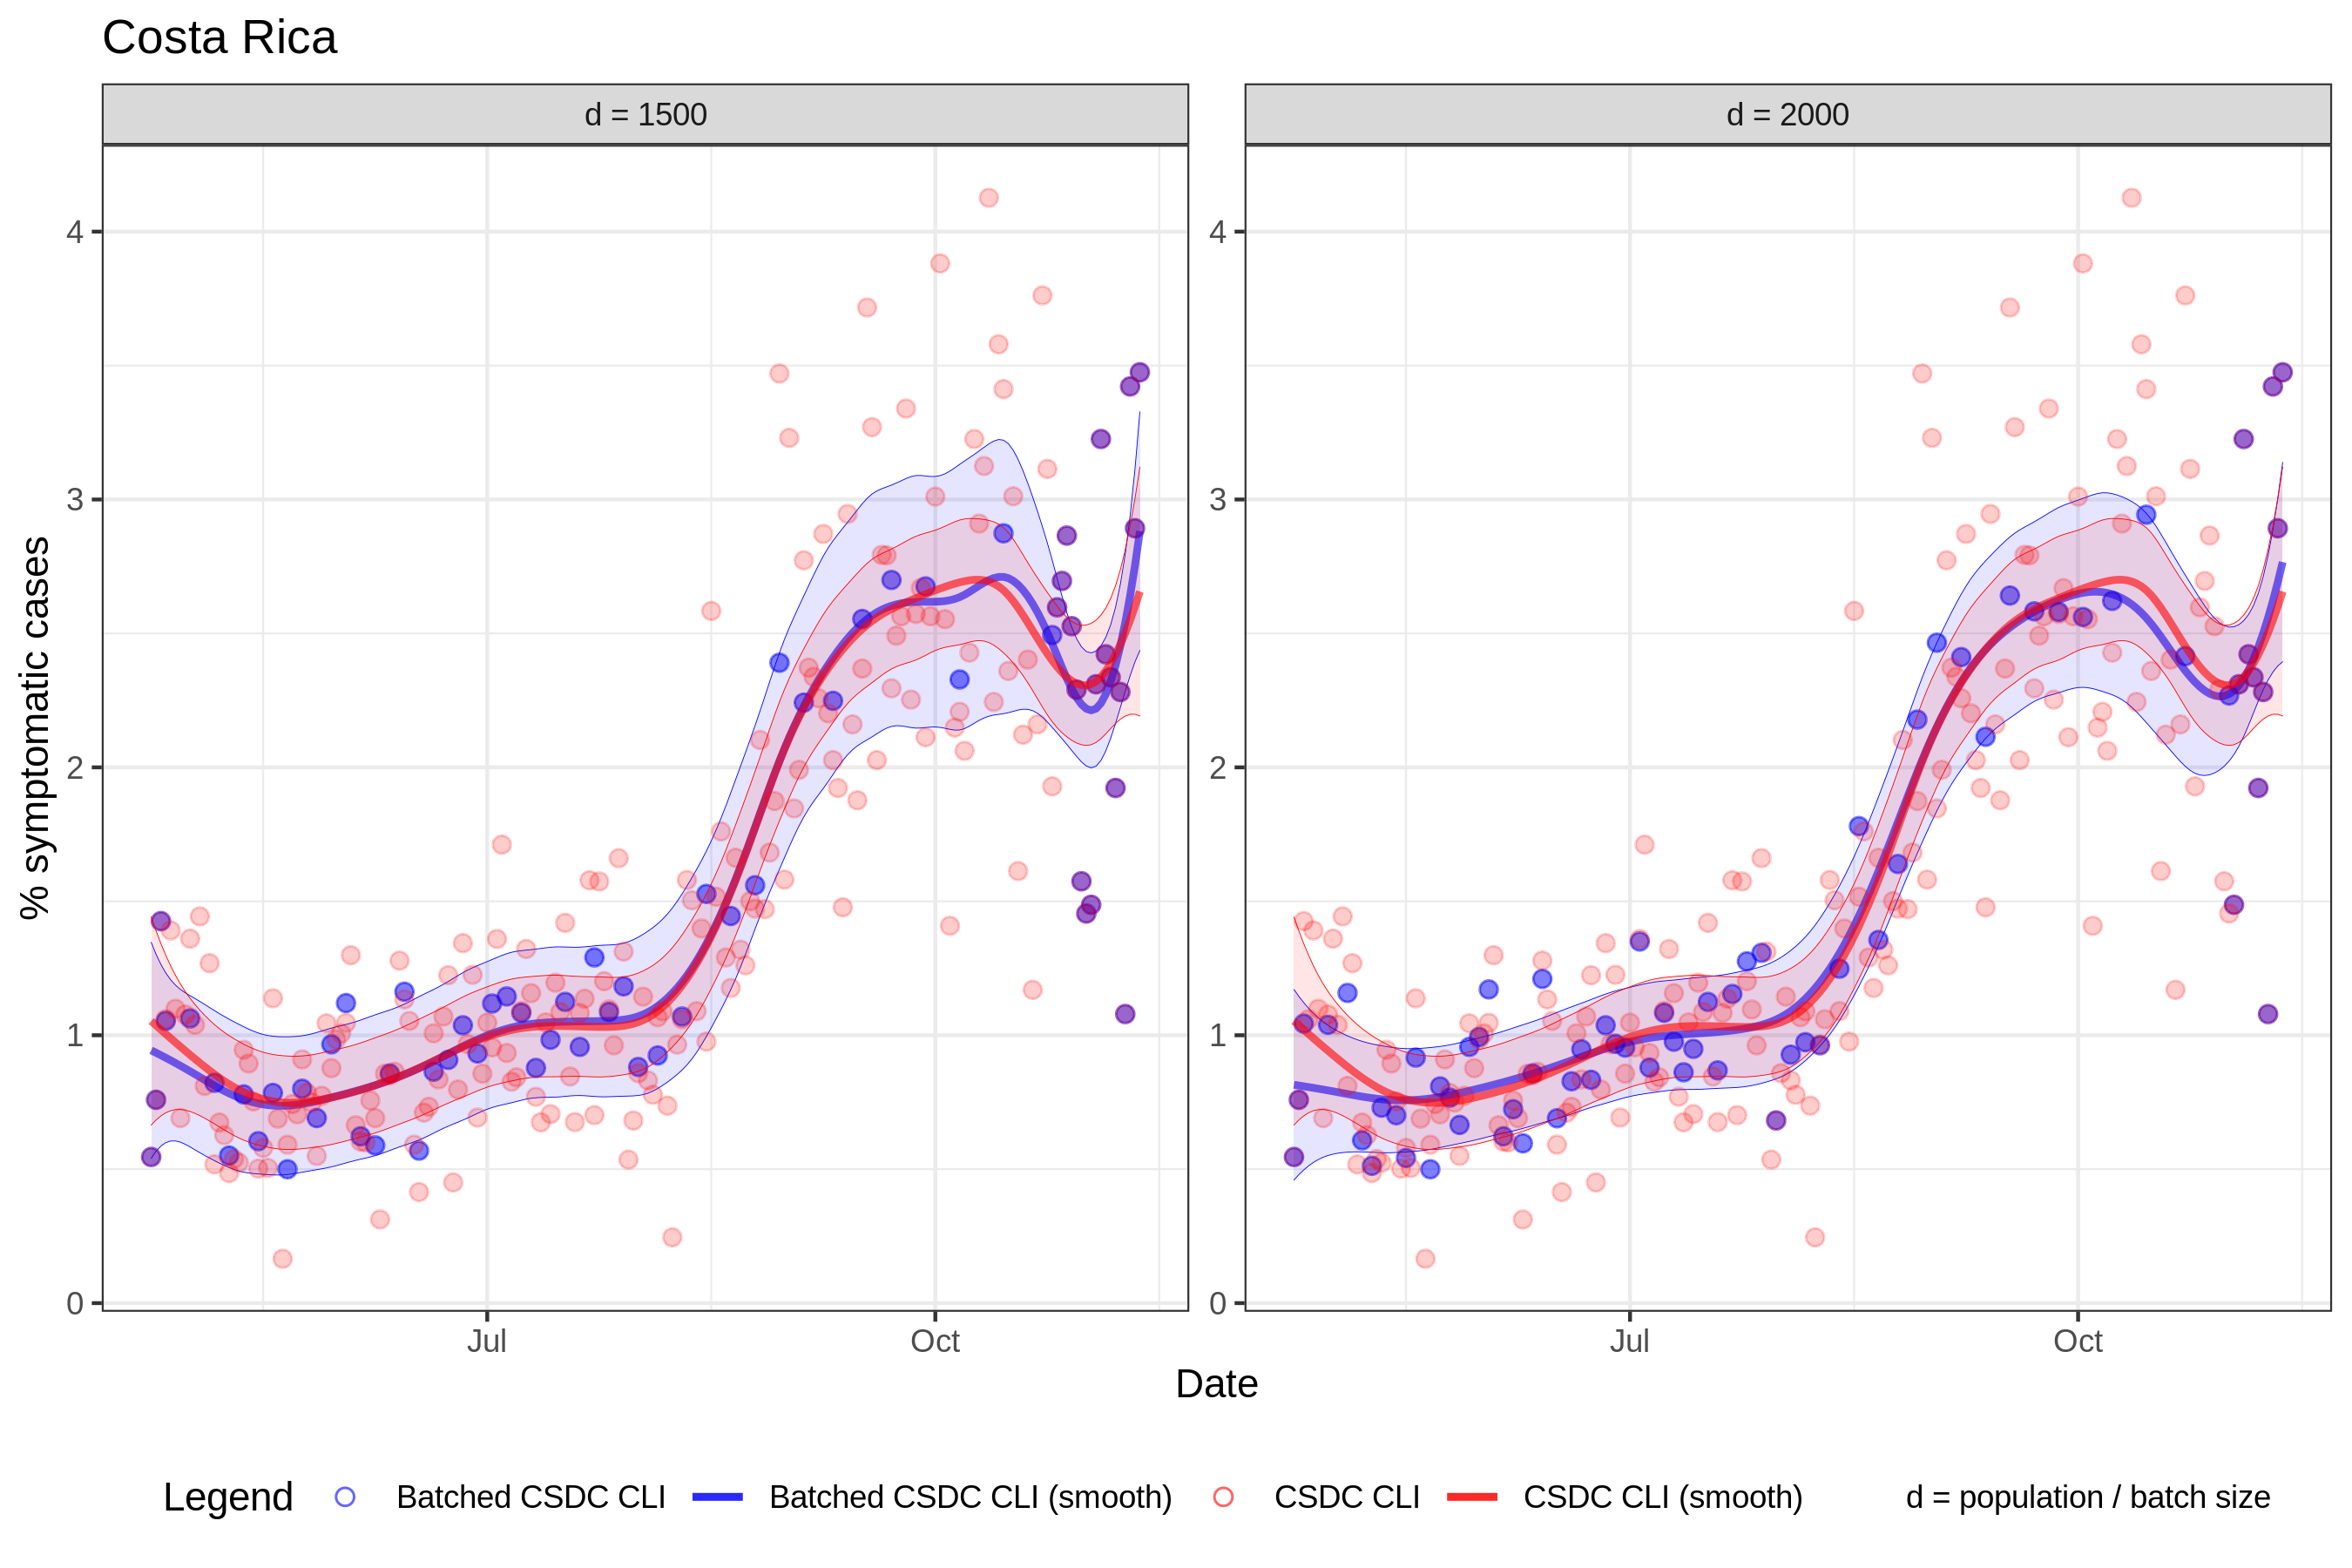 Costa Rica
d = 1500
d = 2000
% symptomatic cases
4
3
2
1
0
4
3
2
1
0
Jul
Oct
Jul
Oct
Date
Legend
Batched CSDC CLI
Batched CSDC CLI (smooth)
CSDC CLI
CSDC CLI (smooth)
d = population / batch size